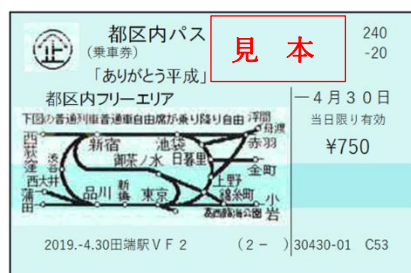 企
都区内パス
(乗車券)
「ありがとう平成」
見本
240
-20
都区内フリーエリア
-4月30日
当日限り有効
¥750
下図の普通列車普通車自由席が乗り降り自由
浮間舟渡
赤羽
新宿
池袋
日暮里
御茶ノ水
金町
西荻窪
渋谷
西大井
上野
錦糸町
蒲田
品川
新橋
東京
小岩
葛西臨海公園
2019.-4.30田端駅VF2
(2-)
30430-01
C53